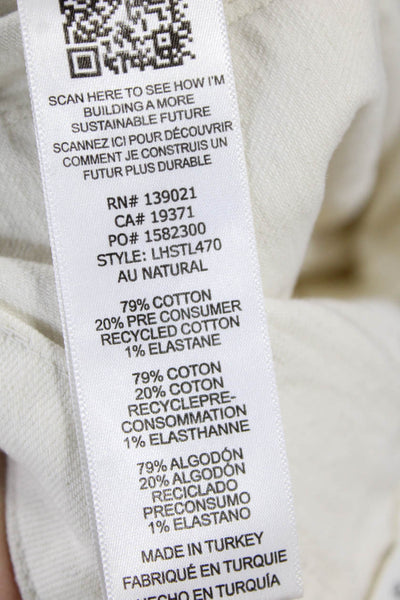 SCAN HERE TO SEE HOW I'M
BUILDING A MORE
SUSTAINABLE FUTURE
SCANNEZ ICI POUR DÉCOUVRIR
COMMENT JE CONSTRUIS UN
FUTUR PLUS DURABLE
RN# 139021
CA# 19371
PO# 1582300
STYLE: LHSTL470
AU NATURAL
79% COTTON
20% PRE CONSUMER
RECYCLED COTTON
1% ELASTANE
79% COTON
20% COTON
RECYCLEPRE-
CONSOMMATION
1% ELASTHANNE
79% ALGODÓN
20% ALGODÓN
RECICLADO
PRECONSUMO
1% ELASTANO
MADE IN TURKEY
FABRIQUÉ EN TURQUIE
HECHO EN TURQUÍA